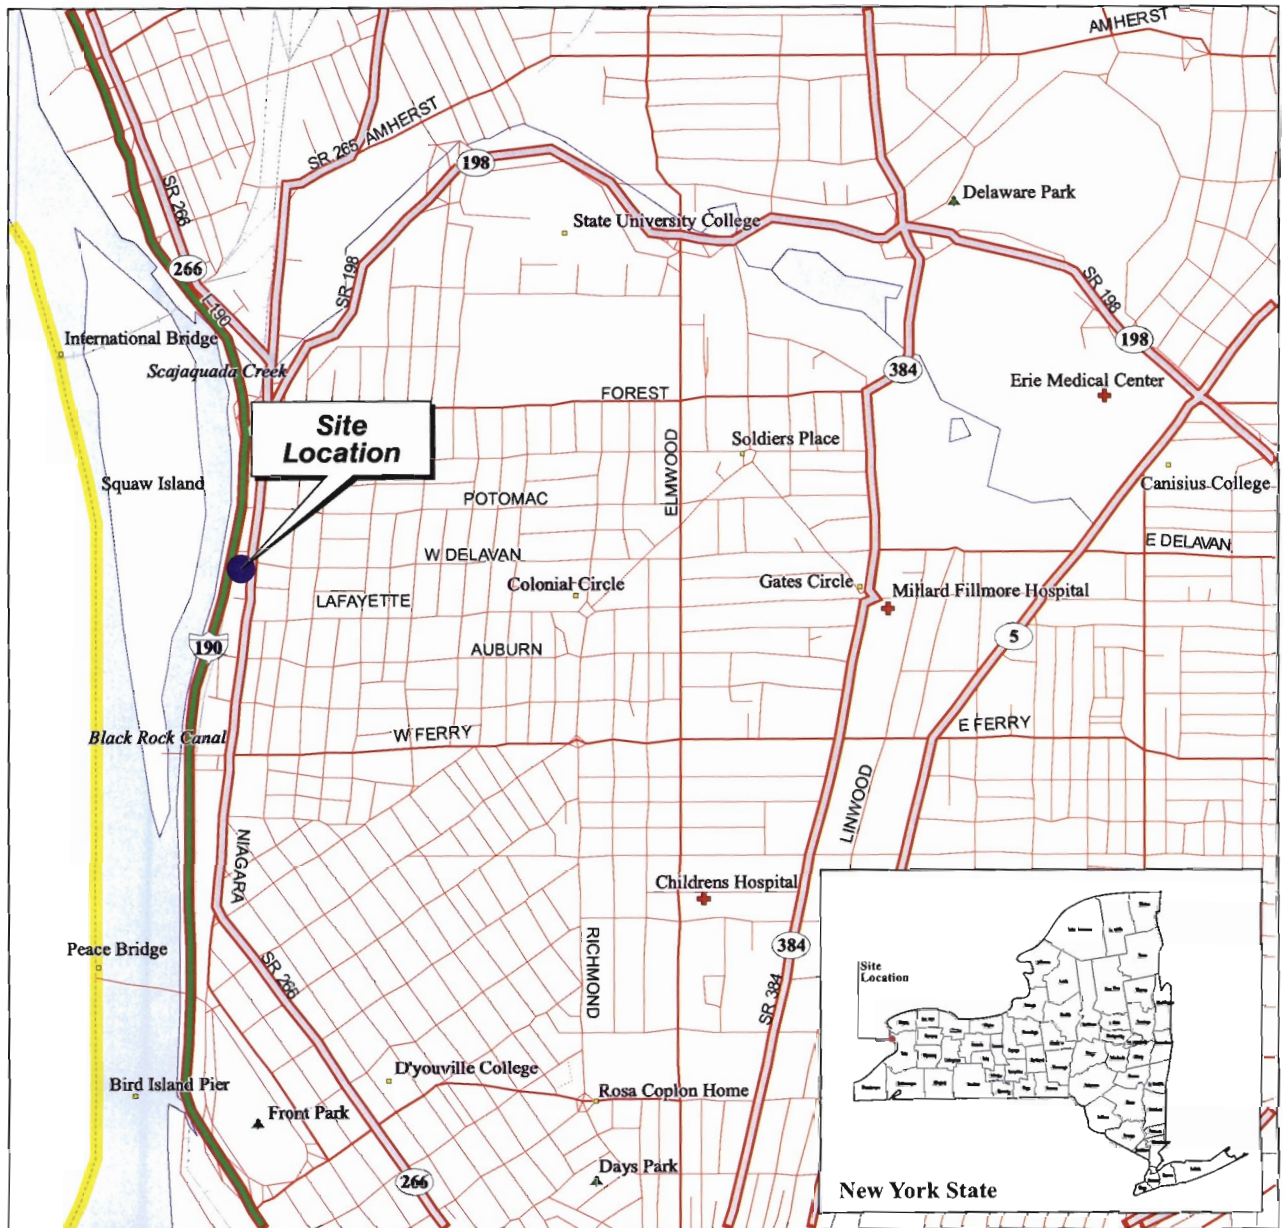 AMHERST
SR 265 AMHERST
198
SR 266
Delaware Park
State University College
266
SR 198
SR 198
I-190
International Bridge
198
Scajaquada Creek
384
Erie Medical Center
FOREST
Site
Location
ELMWOOD
Soldiers Place
Squaw Island
POTOMAC
Canisius College
W DELAVAN
E DELAVAN
Colonial Circle
Gates Circle
Millard Fillmore Hospital
LAFAYETTE
5
190
AUBURN
Black Rock Canal
W FERRY
E FERRY
LINWOOD
NIAGARA
Childrens Hospital
Peace Bridge
SR 266
RICHMOND
384
SR 384
Site
Location
D'youville College
Bird Island Pier
Rosa Coplon Home
Front Park
Days Park
266
New York State